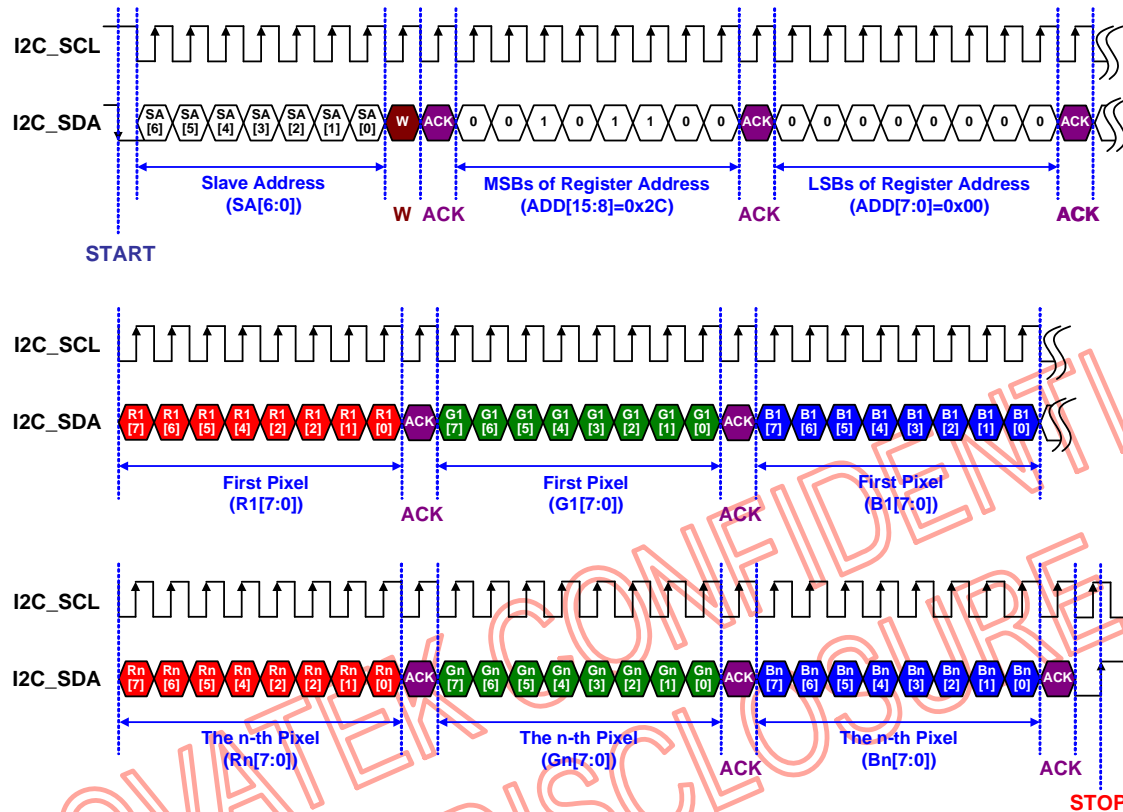 I2C_SCL
I2C_SDA SA [6] SA [5] SA [4] SA [3] SA [2] SA [1] SA [0] W ACK 0 0 1 0 1 1 0 0 ACK 0 0 0 0 0 0 0 0 ACK
Slave Address MSBs of Register Address LSBs of Register Address
(SA[6:0]) (ADD[15:8]=0x2C) (ADD[7:0]=0x00)
W ACK ACK ACK
START
I2C_SCL
I2C_SDA R1 [7] R1 [6] R1 [5] R1 [4] R1 [2] R1 [2] R1 [1] R1 [0] ACK G1 [7] G1 [6] G1 [5] G1 [4] G1 [3] G1 [2] G1 [1] G1 [0] ACK B1 [7] B1 [6] B1 [5] B1 [4] B1 [3] B1 [2] B1 [1] B1 [0]
First Pixel First Pixel First Pixel
(R1[7:0]) (G1[7:0]) (B1[7:0])
ACK ACK
I2C_SCL
I2C_SDA Rn [7] Rn [6] Rn [5] Rn [4] Rn [2] Rn [2] Rn [1] Rn [0] ACK Gn [7] Gn [6] Gn [5] Gn [4] Gn [3] Gn [2] Gn [1] Gn [0] ACK Bn [7] Bn [6] Bn [5] Bn [4] Bn [3] Bn [2] Bn [1] Bn [0] ACK
The n-th Pixel The n-th Pixel The n-th Pixel
(Rn[7:0]) (Gn[7:0]) (Bn[7:0])
ACK ACK ACK
STOP
OVATEK CONFIDENTI
DISCLOSURE